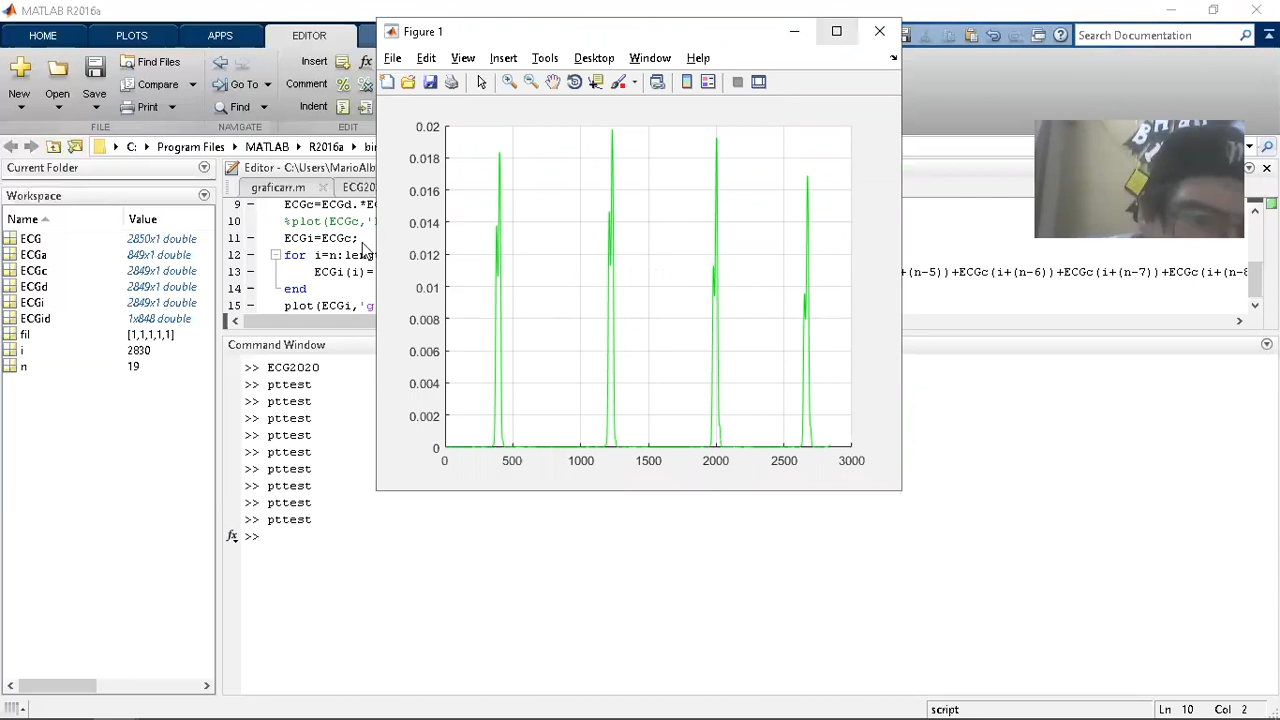 MATLAB R2016a
HOME PLOTS APPS EDITOR
Search Documentation
New Open Save
Find Files
Compare
Print
Go To
Find
Insert
Comment
Indent
FILE NAVIGATE EDIT
C: Program Files MATLAB R2016a
Current Folder
Workspace
Name Value
ECG 2850x1 double
ECGa 849x1 double
ECGc 2849x1 double
ECGd 2849x1 double
ECGi 2849x1 double
ECGid 1x848 double
fil [1,1,1,1,1]
i 2830
n 19
Editor - C:\Users\MarioAlb
graficarr.m ECG20
9 ECGc=ECGd.*EC
10 %plot(ECGc,'
11 ECGi=ECGc;
12 for i=n:lengt
13 ECGi(i)= +(n-5))+ECGc(i+(n-6))+ECGc(i+(n-7))+ECGc(i+(n-8
14 end
15 plot(ECGi,'g
Command Window
>> ECG2020
>> pttest
>> pttest
>> pttest
>> pttest
>> pttest
>> pttest
>> pttest
>> pttest
>> pttest
fx >>
Figure 1
File Edit View Insert Tools Desktop Window Help
0.02
0.018
0.016
0.014
0.012
0.01
0.008
0.006
0.004
0.002
0
0 500 1000 1500 2000 2500 3000
script Ln 10 Col 2